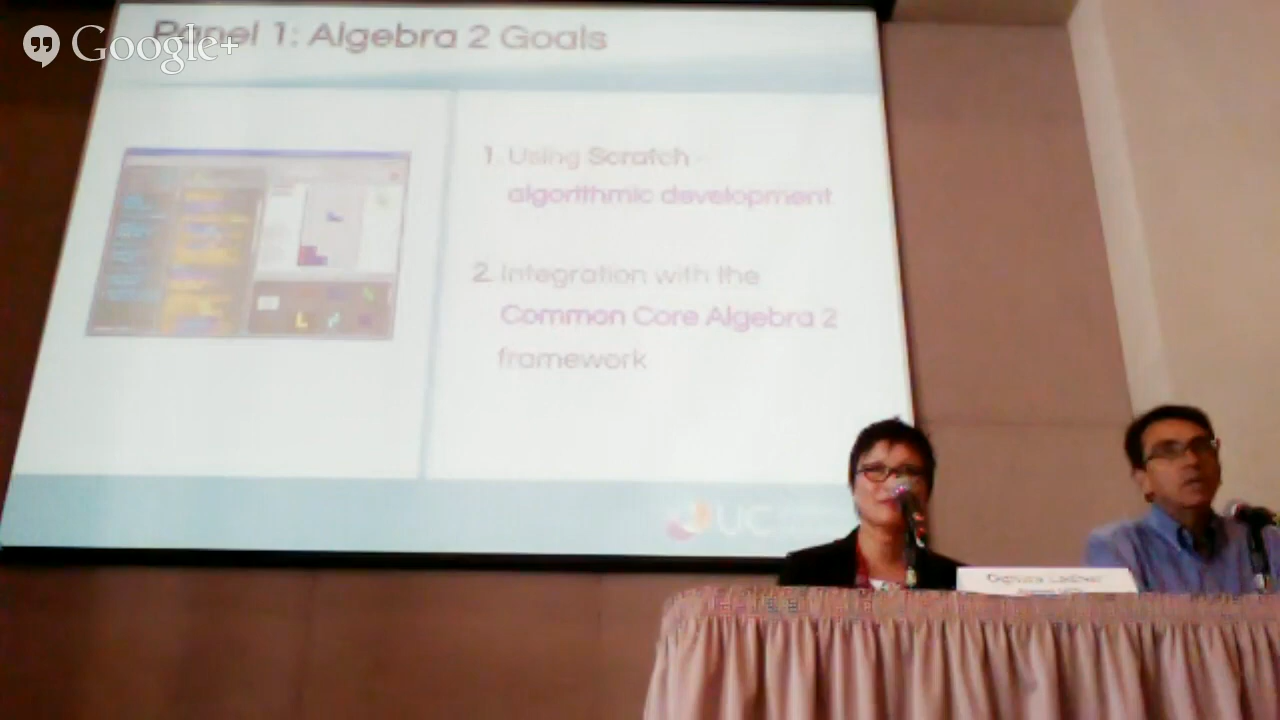 Google+
Panel 1: Algebra 2 Goals
1. Using Scratch -
algorithmic development
2. Integration with the
Common Core Algebra 2
framework
UC